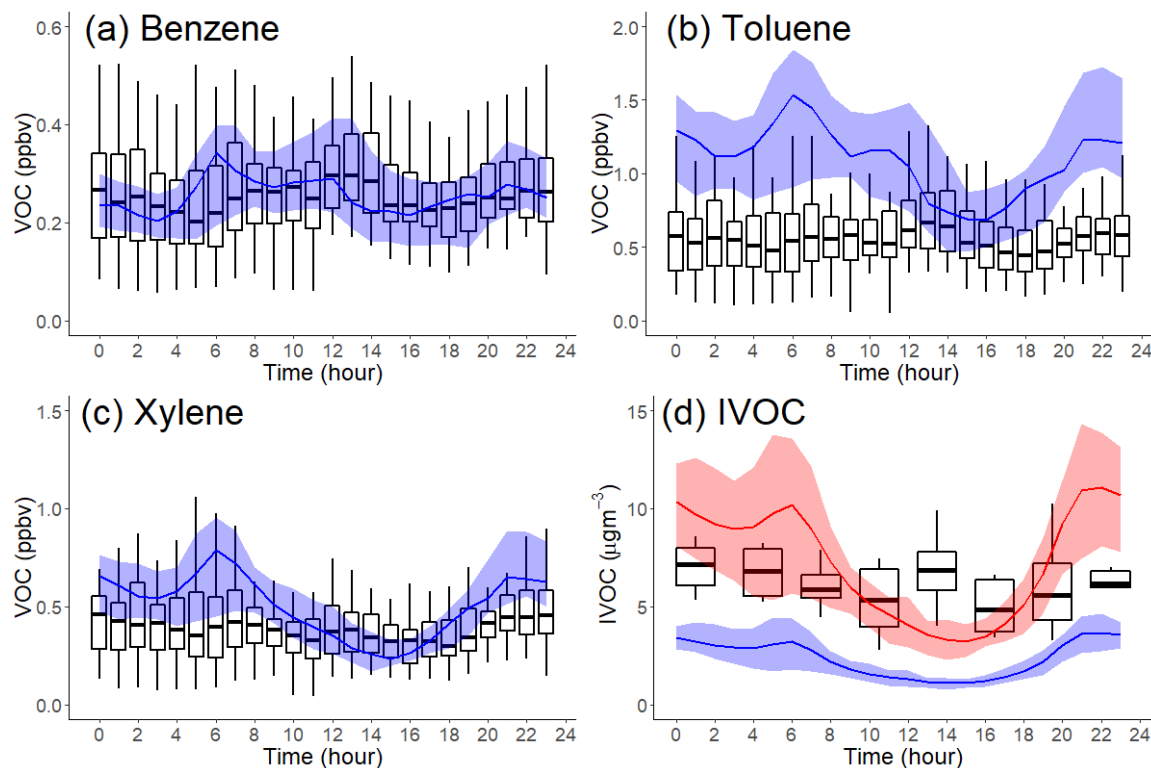 (a) Benzene
VOC (ppbv)
0.6
0.4
0.2
0.0
0 2 4 6 8 10 12 14 16 18 20 22 24
Time (hour)
(b) Toluene
VOC (ppbv)
2.0
1.5
1.0
0.5
0.0
0 2 4 6 8 10 12 14 16 18 20 22 24
Time (hour)
(c) Xylene
VOC (ppbv)
1.5
1.0
0.5
0.0
0 2 4 6 8 10 12 14 16 18 20 22 24
Time (hour)
(d) IVOC
IVOC (μgm⁻³)
15
10
5
0
0 2 4 6 8 10 12 14 16 18 20 22 24
Time (hour)